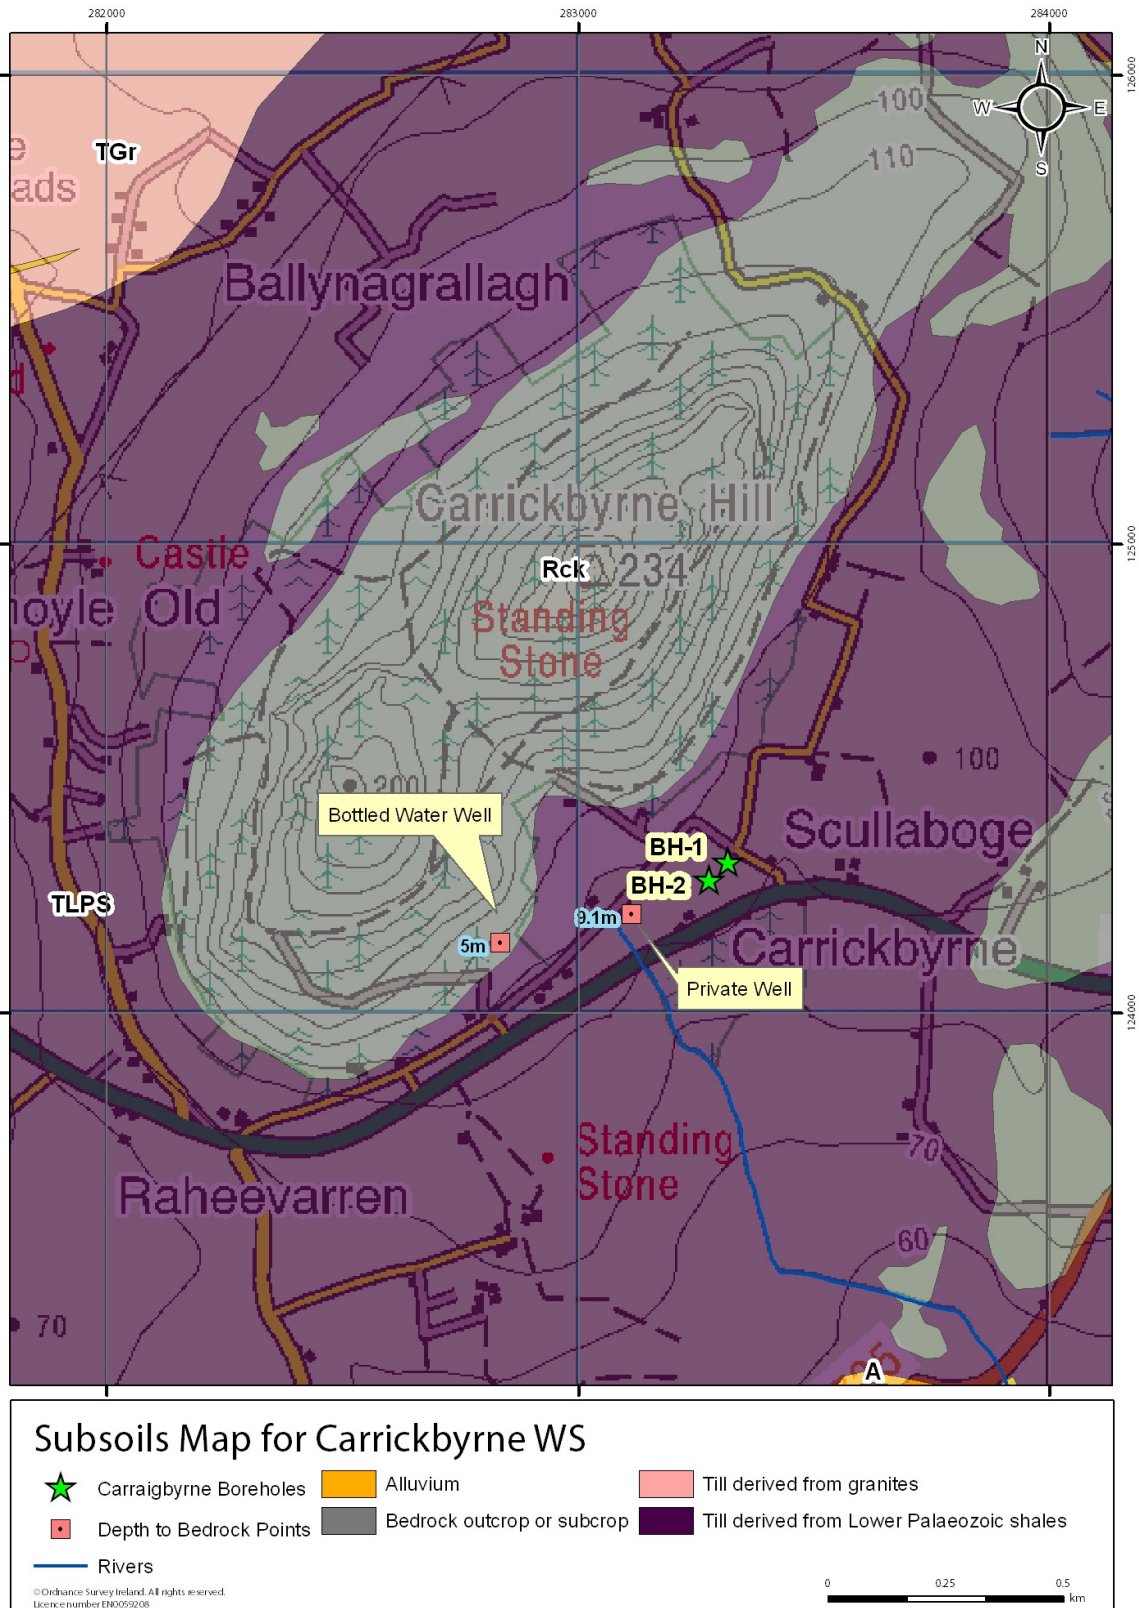 282000
283000
284000
N
W
E
S
126000
100
TGr
110
ads
Ballynagrallagh
Carrickbyrne Hill
125000
Castle
Rck
234
oyle Old
Standing
Stone
200
100
Bottled Water Well
Scullaboge
BH-1
BH-2
TLPS
9.1m
5m
Carrickbyrne
Private Well
124000
Standing
Stone
70
Raheevarren
60
70
A
Subsoils Map for Carrickbyrne WS
Carraigbyrne Boreholes
Alluvium
Till derived from granites
Depth to Bedrock Points
Bedrock outcrop or subcrop
Till derived from Lower Palaeozoic shales
Rivers
© Ordnance Survey Ireland. All rights reserved.
Licence number EN0059208
0
0.25
0.5
km